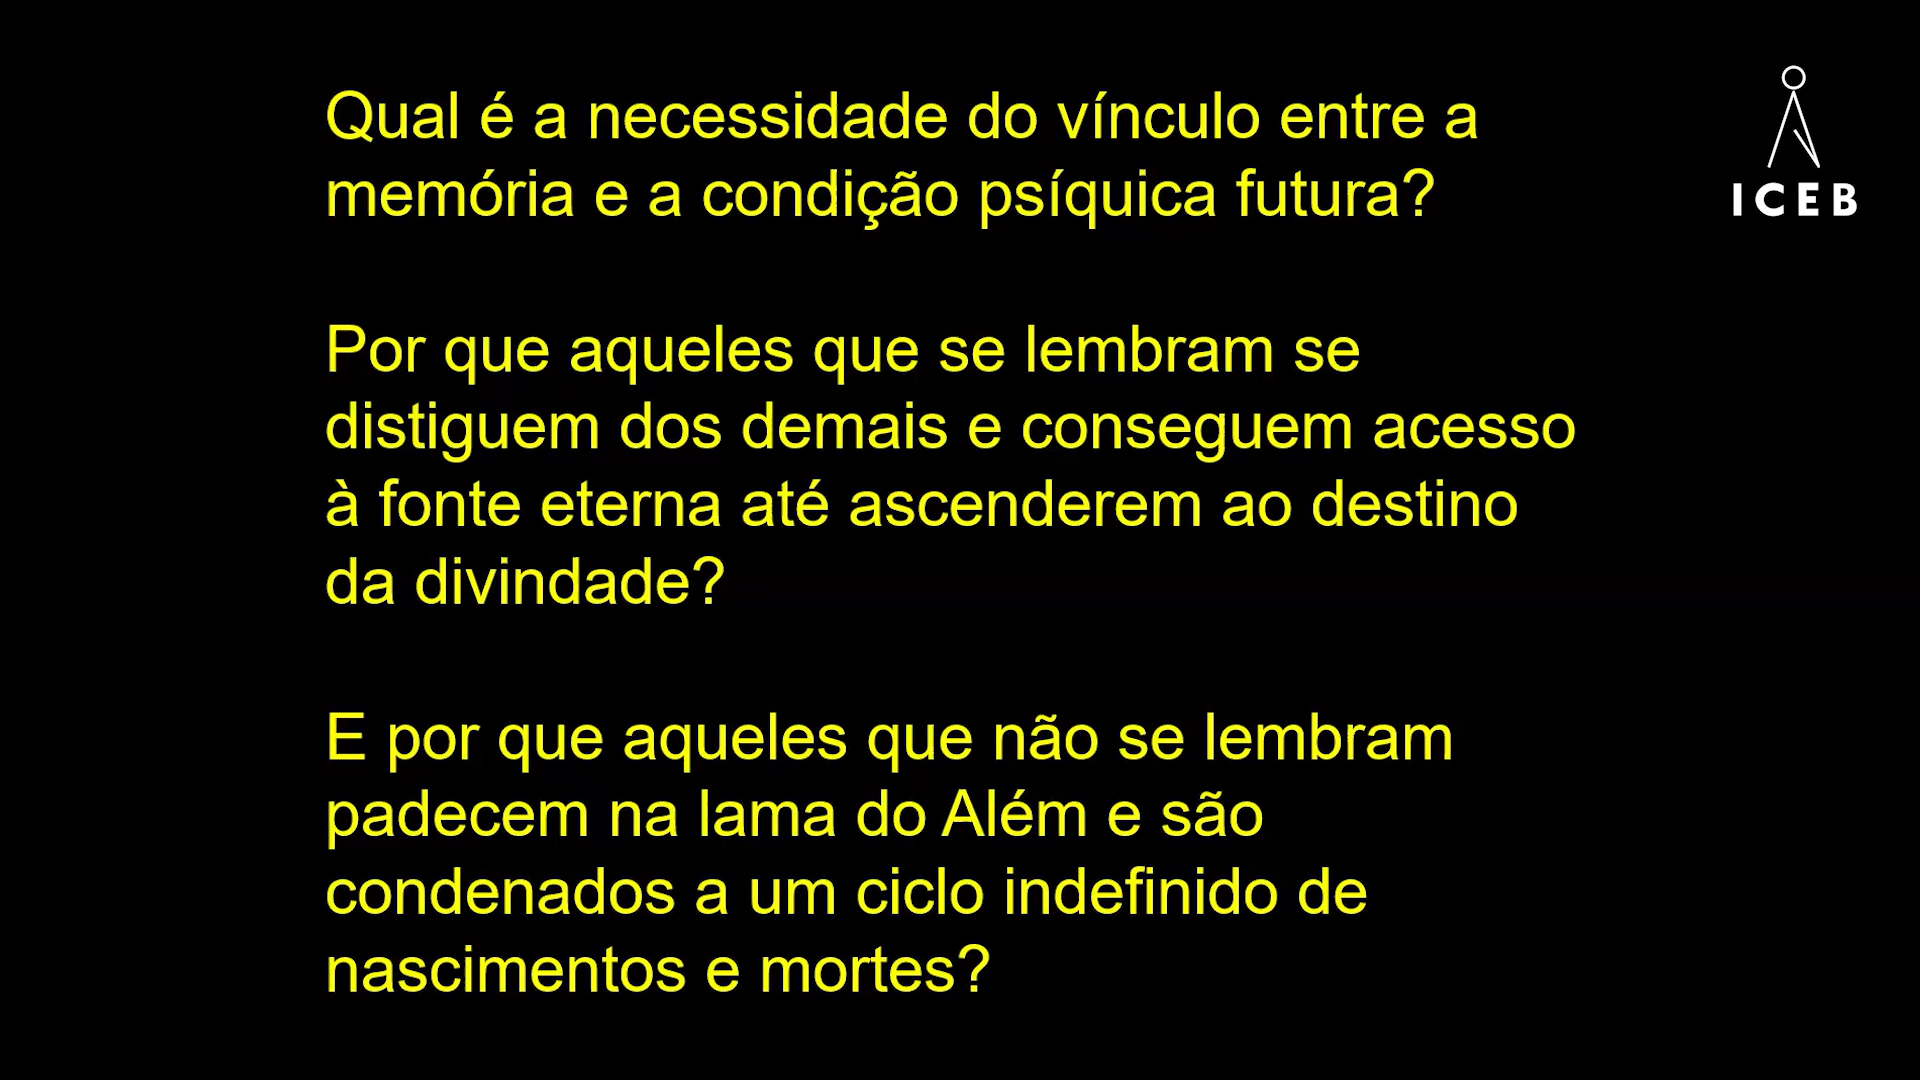 Qual é a necessidade do vínculo entre a
memória e a condição psíquica futura?
Por que aqueles que se lembram se
distiguem dos demais e conseguem acesso
à fonte eterna até ascenderem ao destino
da divindade?
E por que aqueles que não se lembram
padecem na lama do Além e são
condenados a um ciclo indefinido de
nascimentos e mortes?
ICEB